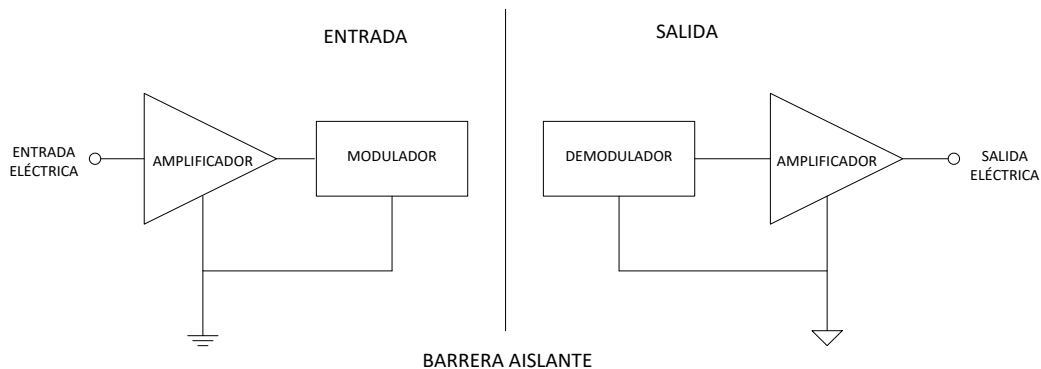 ENTRADA
SALIDA
ENTRADA
ELÉCTRICA
AMPLIFICADOR
MODULADOR
DEMODULADOR
AMPLIFICADOR
SALIDA
ELÉCTRICA
BARRERA AISLANTE